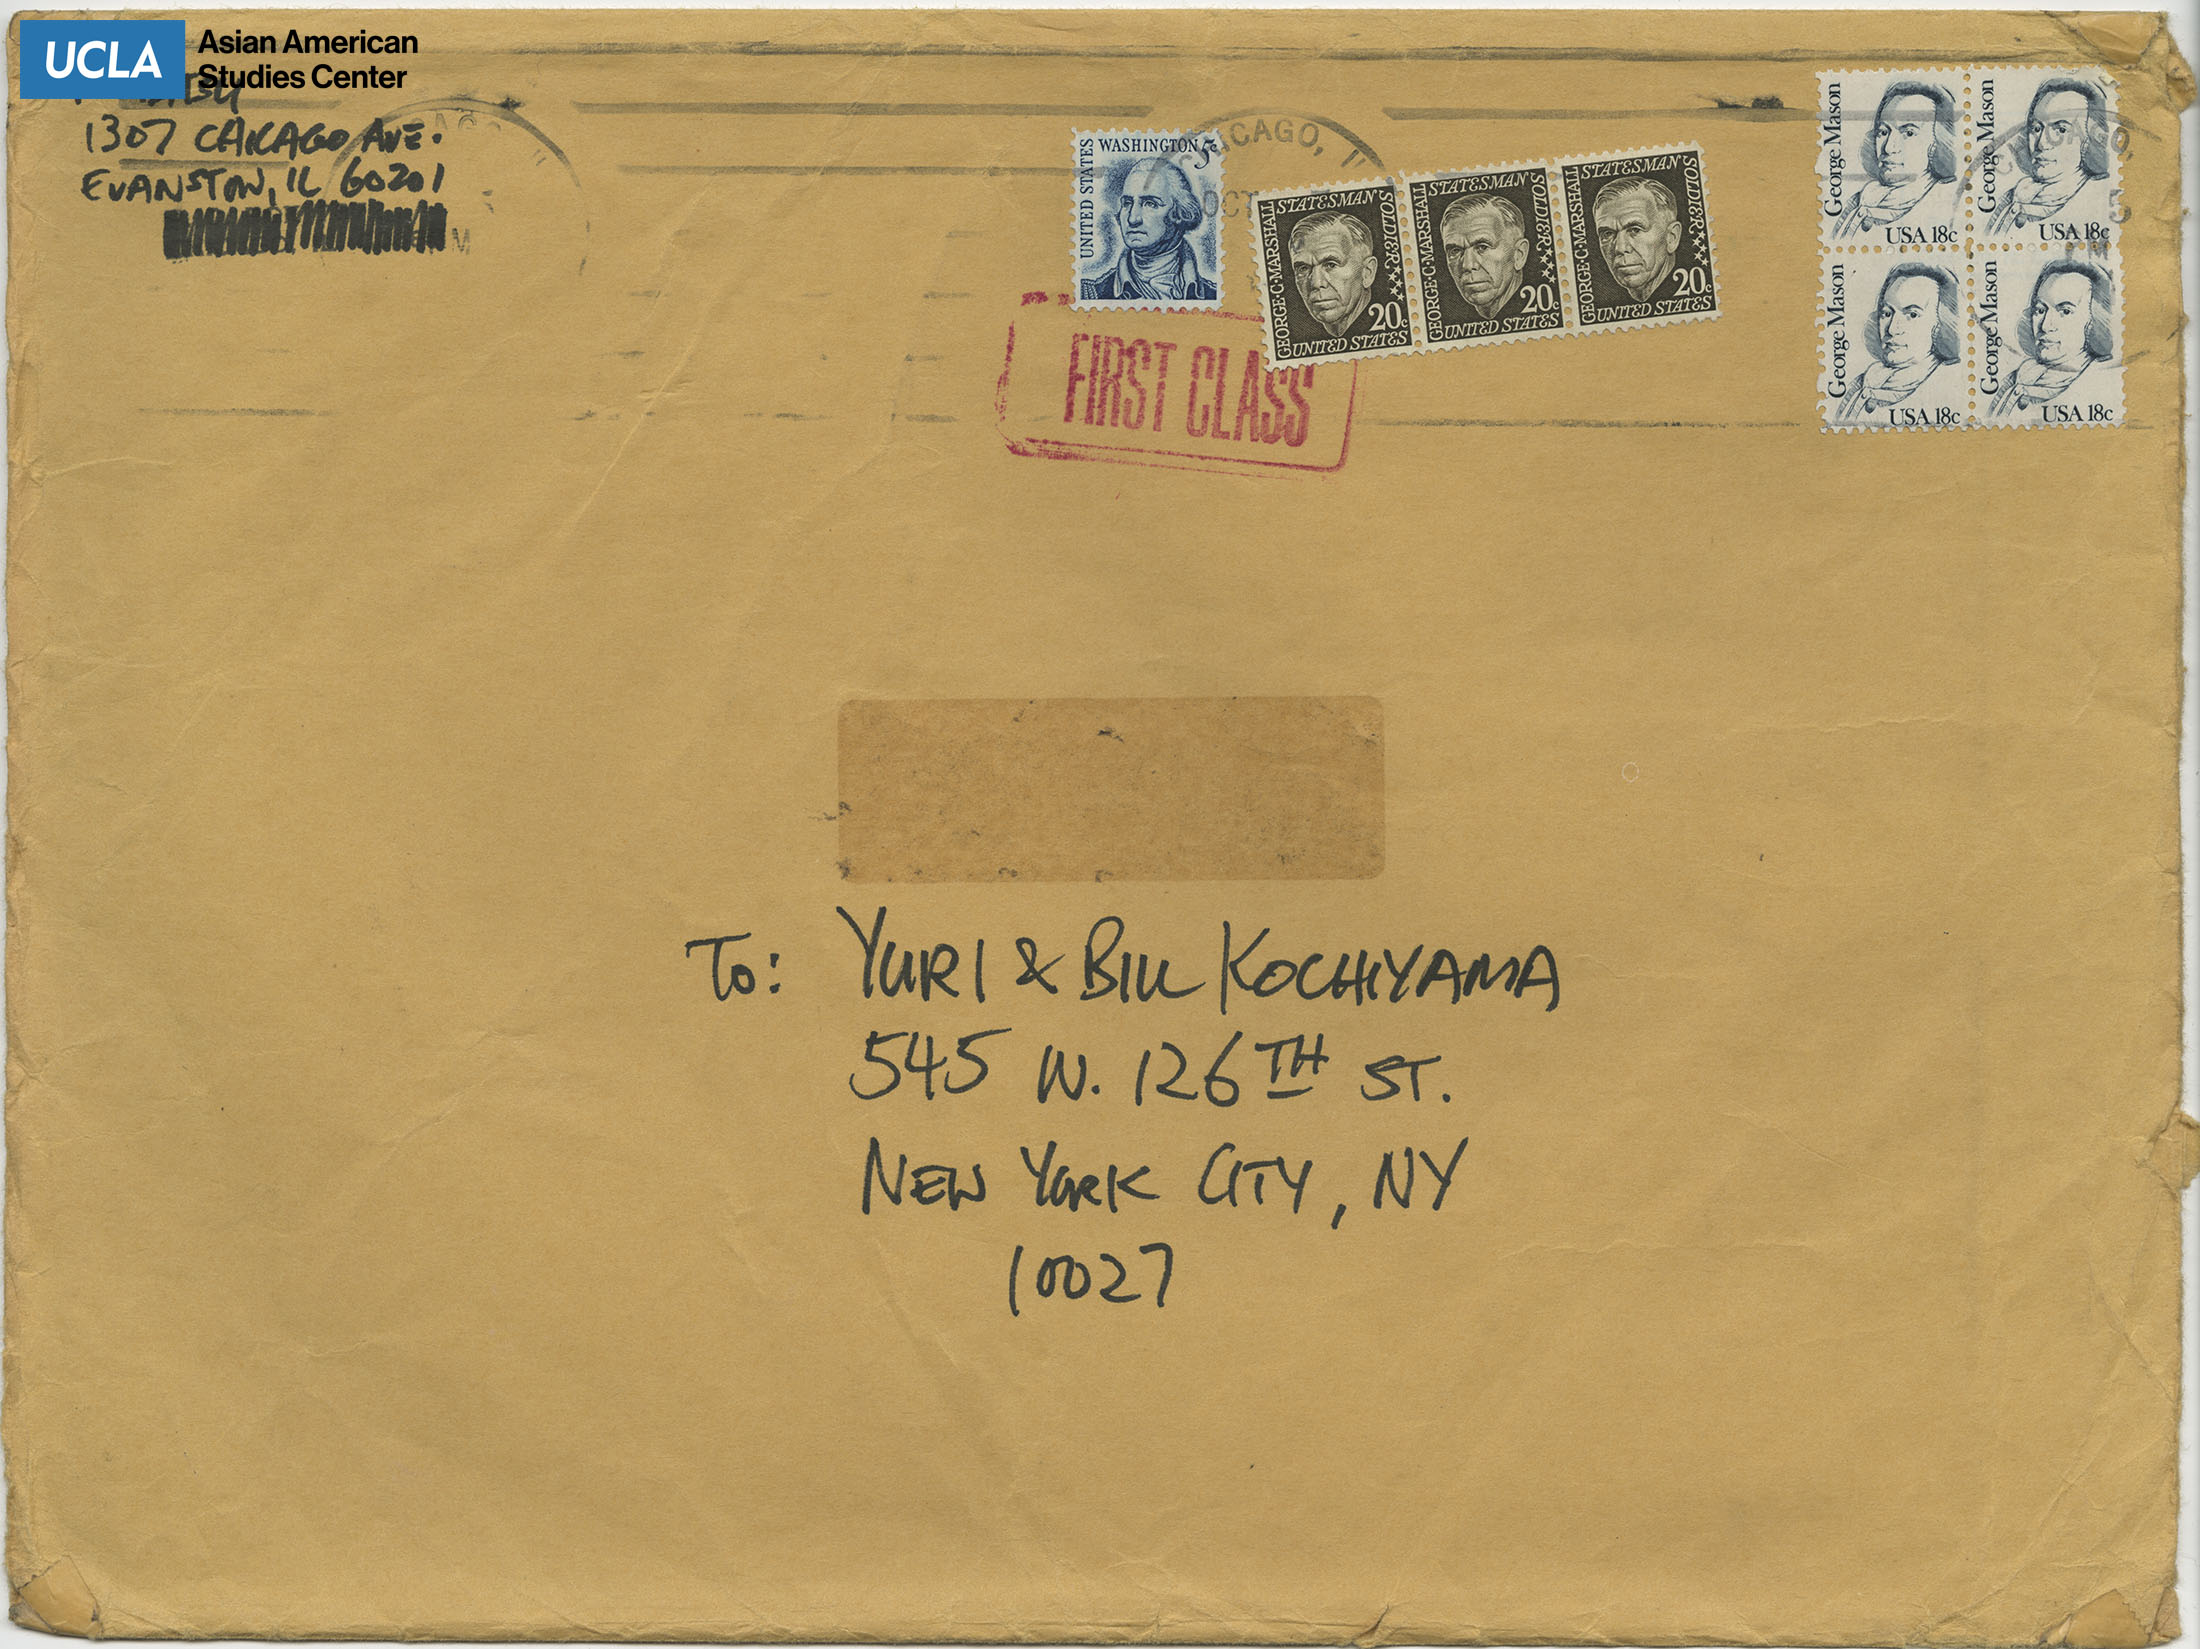 UCLA Asian American
Studies Center
1307 CHICAGO AVE.
EVANSTON, IL 60201
UNITED STATES
WASHINGTON 5c
CHICAGO, IL
OCT
GEORGE·C·MARSHALL
STATESMAN
SOLDIER
20c
UNITED STATES
GEORGE·C·MARSHALL
STATESMAN
SOLDIER
20c
UNITED STATES
GEORGE·C·MARSHALL
STATESMAN
SOLDIER
20c
UNITED STATES
George Mason
USA 18c
George Mason
USA 18c
CHICAGO,
George Mason
USA 18c
George Mason
USA 18c
FIRST CLASS
To: YURI & BILL KOCHIYAMA
545 W. 126TH ST.
NEW YORK CITY, NY
10027